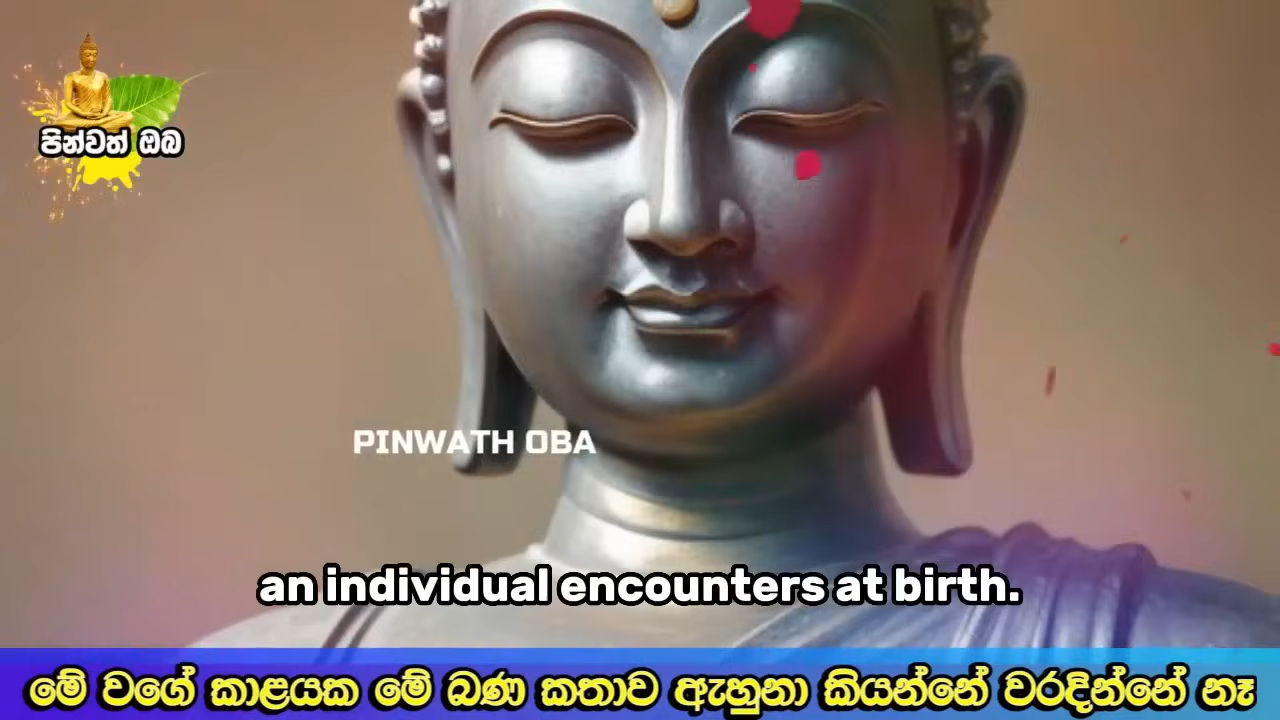 පින්වත් ඔබ
PINWATH OBA
an individual encounters at birth.
මේ වගේ කාළයක මේ බණ කතාව ඇහුනා කියන්නේ වරදින්නේ නෑ